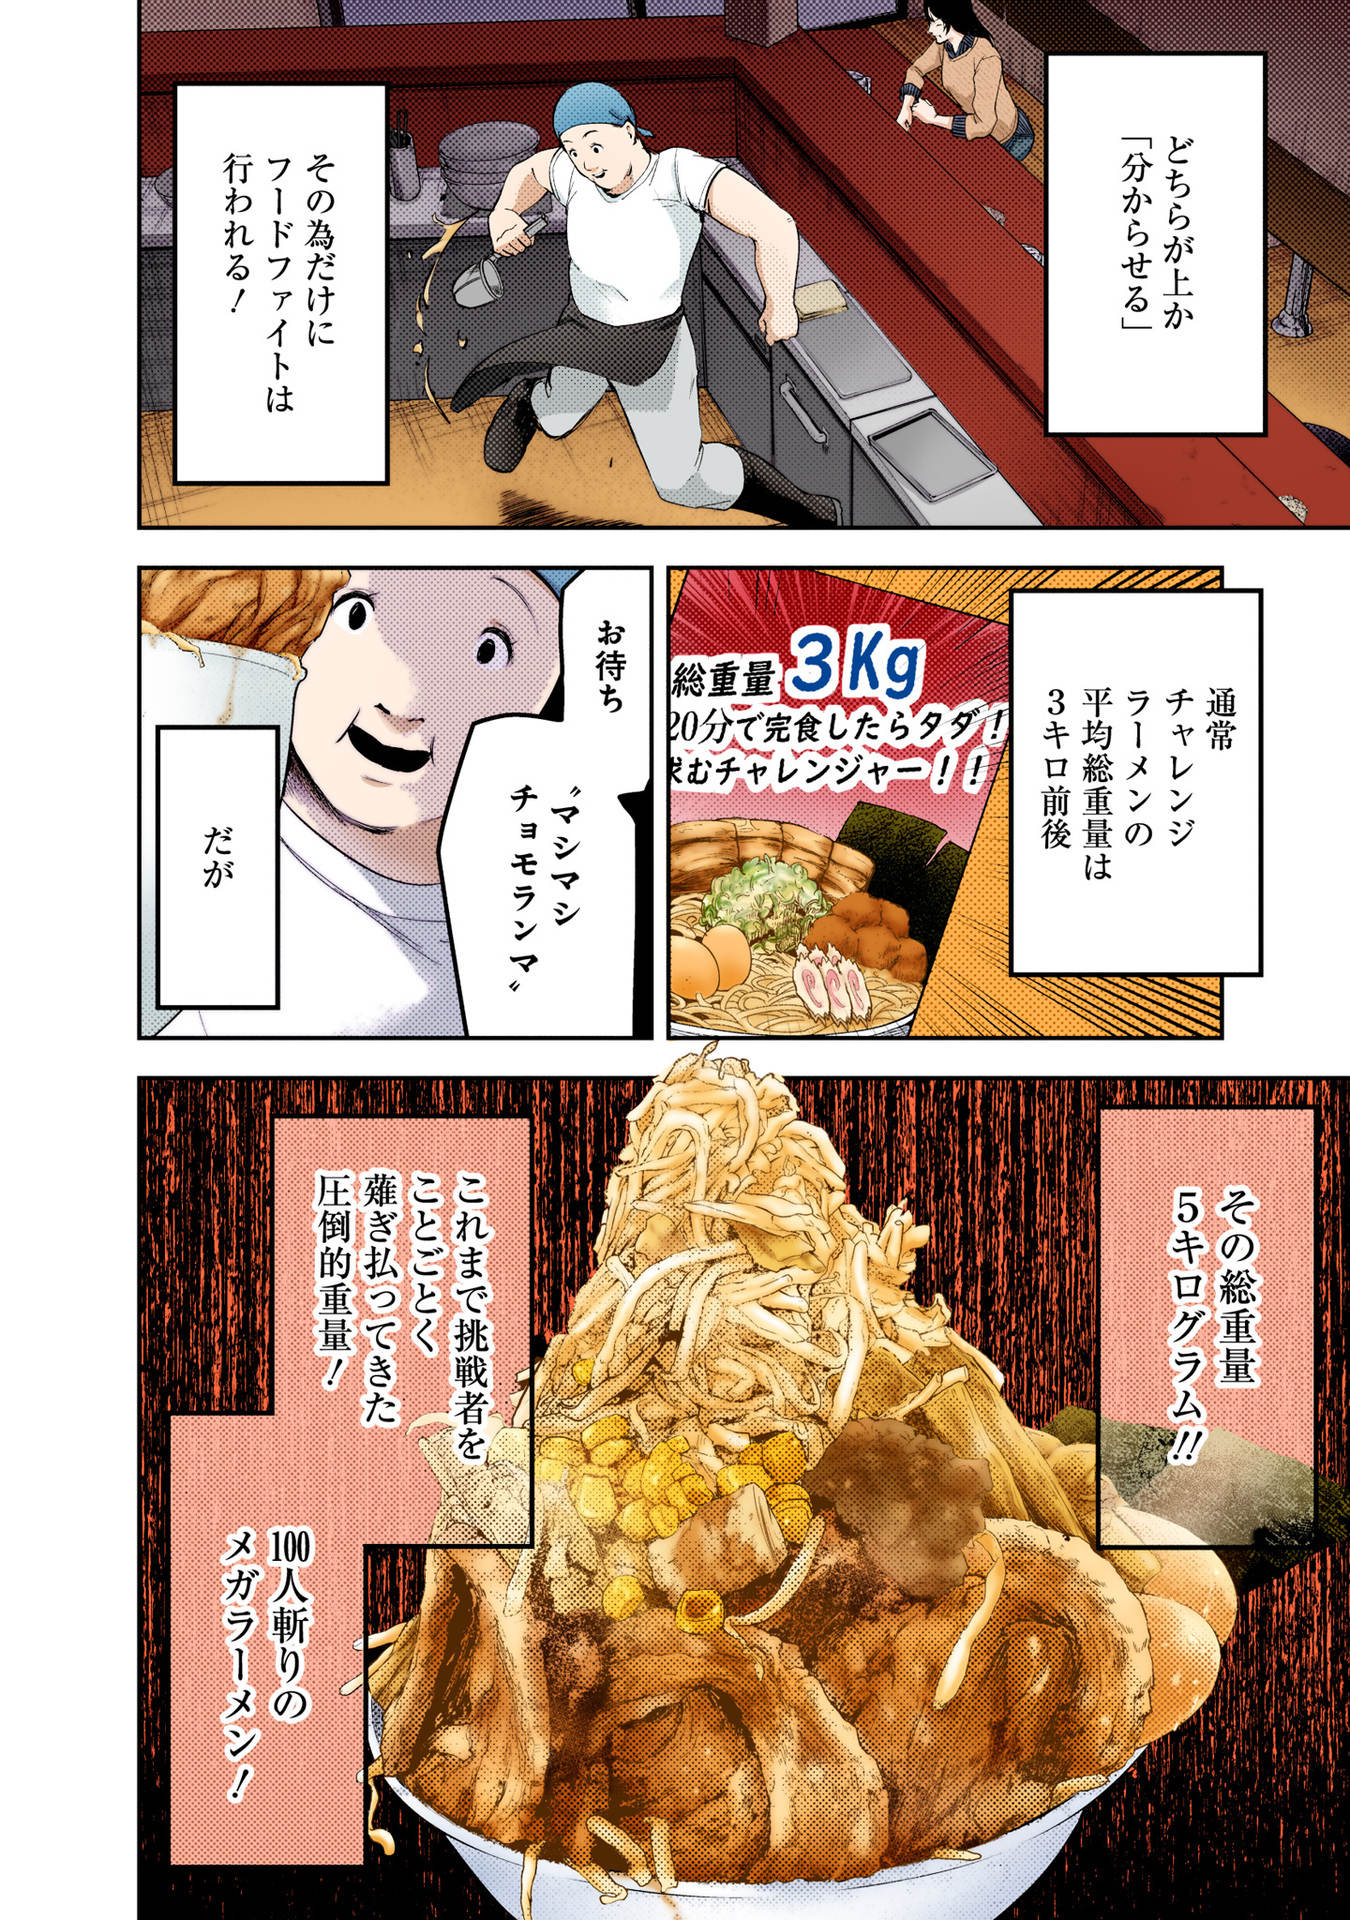 どちらが上か
「分からせる」
その為だけに
フードファイトは
行われる！
通常
チャレンジ
ラーメンの
平均総重量は
３キロ前後
総重量 3Kg
20分で完食したらタダ！
求むチャレンジャー！！
お待ち
〝マシマシ
チョモランマ〟
だが
その総重量
５キログラム!!
これまで挑戦者を
ことごとく
薙ぎ払ってきた
圧倒的重量！
100人斬りの
メガラーメン！